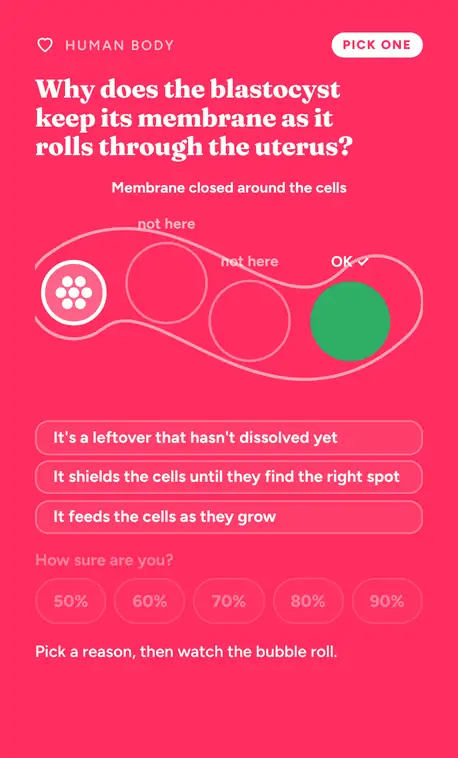 HUMAN BODY
PICK ONE
Why does the blastocyst
keep its membrane as it
rolls through the uterus?
Membrane closed around the cells
not here
not here
OK
It's a leftover that hasn't dissolved yet
It shields the cells until they find the right spot
It feeds the cells as they grow
How sure are you?
50% 60% 70% 80% 90%
Pick a reason, then watch the bubble roll.